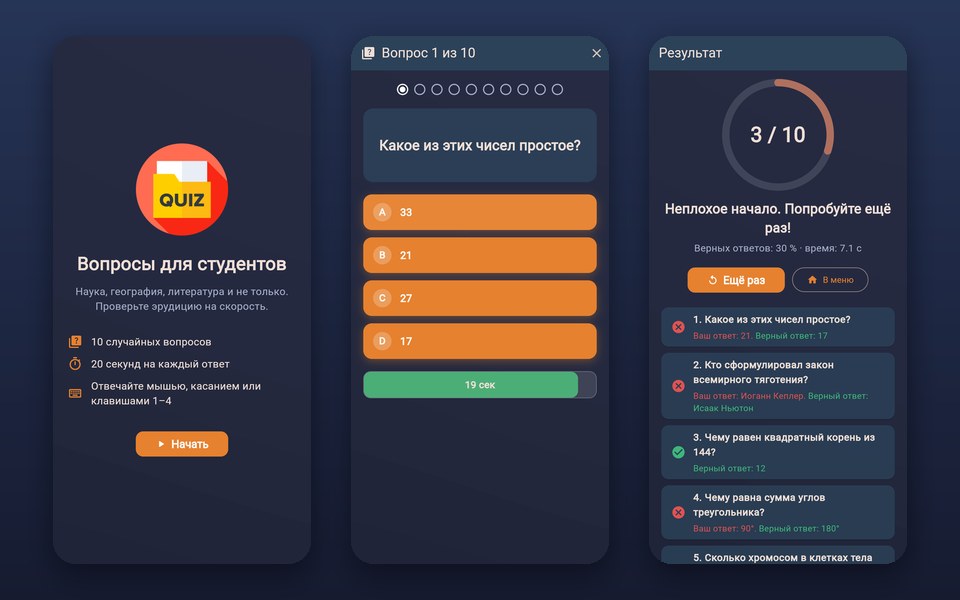 QUIZ
Вопросы для студентов
Наука, география, литература и не только.
Проверьте эрудицию на скорость.
10 случайных вопросов
20 секунд на каждый ответ
Отвечайте мышью, касанием или
клавишами 1–4
Начать
Вопрос 1 из 10
Какое из этих чисел простое?
A 33
B 21
C 27
D 17
19 сек
Результат
3 / 10
Неплохое начало. Попробуйте ещё
раз!
Верных ответов: 30 % · время: 7.1 с
Ещё раз
В меню
1. Какое из этих чисел простое?
Ваш ответ: 21. Верный ответ: 17
2. Кто сформулировал закон
всемирного тяготения?
Ваш ответ: Иоганн Кеплер. Верный ответ:
Исаак Ньютон
3. Чему равен квадратный корень из
144?
Верный ответ: 12
4. Чему равна сумма углов
треугольника?
Ваш ответ: 90°. Верный ответ: 180°
5. Сколько хромосом в клетках тела